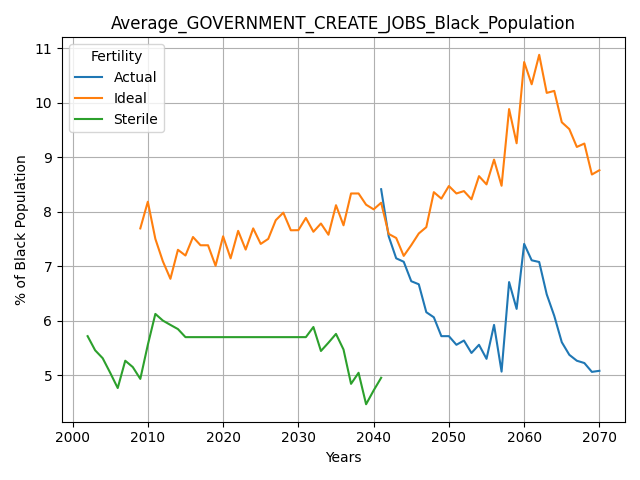 Average_GOVERNMENT_CREATE_JOBS_Black_Population
Fertility
Actual
Ideal
Sterile
% of Black Population
11
10
9
8
7
6
5
2000 2010 2020 2030 2040 2050 2060 2070
Years